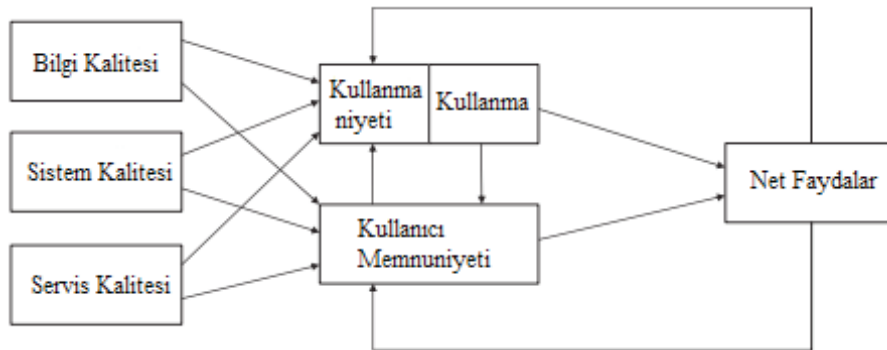 Bilgi Kalitesi
Sistem Kalitesi
Servis Kalitesi
Kullanma
niyeti
Kullanma
Kullanıcı
Memnuniyeti
Net Faydalar